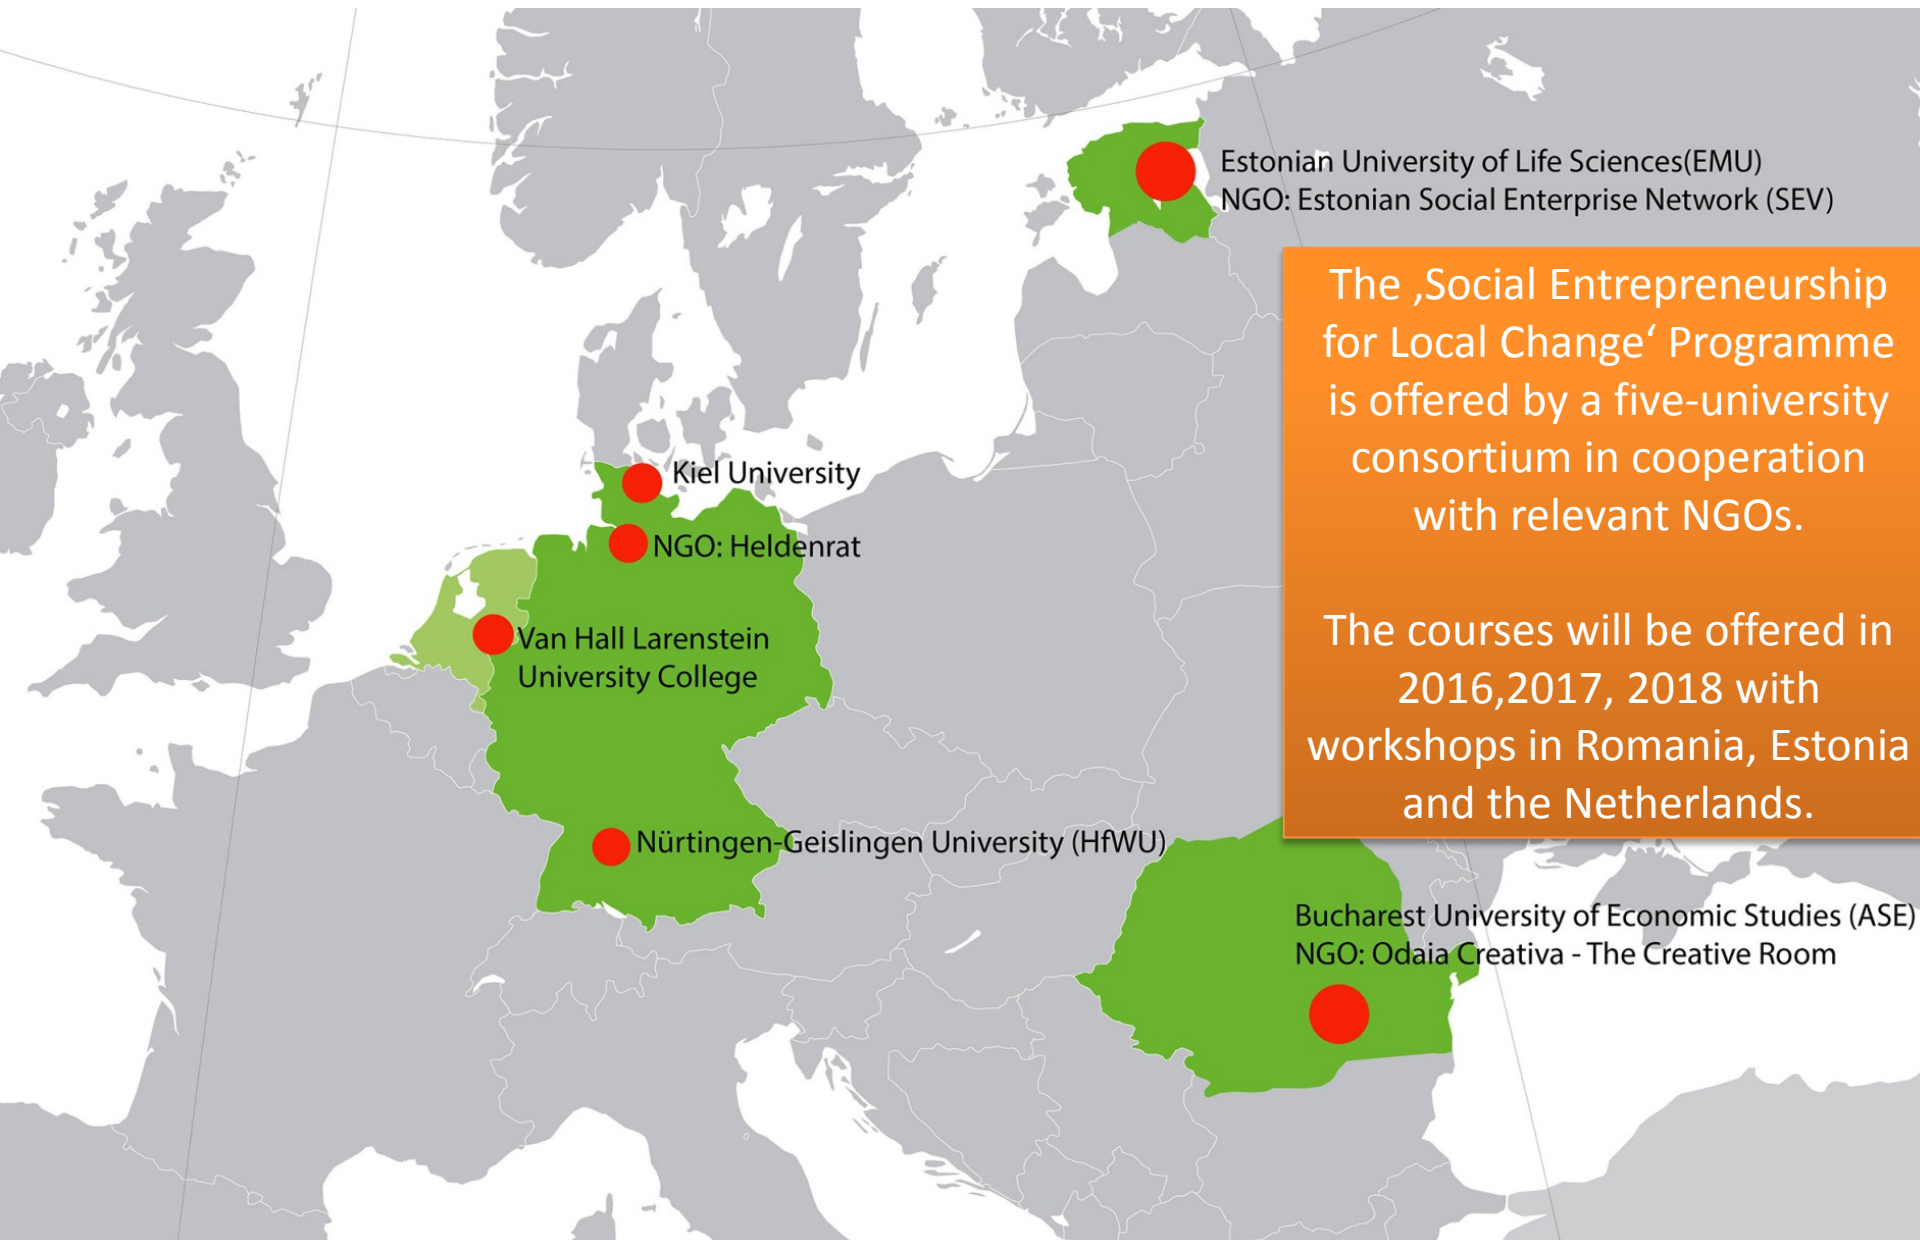 Estonian University of Life Sciences(EMU)
NGO: Estonian Social Enterprise Network (SEV)
The ‚Social Entrepreneurship
for Local Change‘ Programme
is offered by a five-university
consortium in cooperation
with relevant NGOs.
The courses will be offered in
2016,2017, 2018 with
workshops in Romania, Estonia
and the Netherlands.
Kiel University
NGO: Heldenrat
Van Hall Larenstein
University College
Nürtingen-Geislingen University (HfWU)
Bucharest University of Economic Studies (ASE)
NGO: Odaia Creativa - The Creative Room